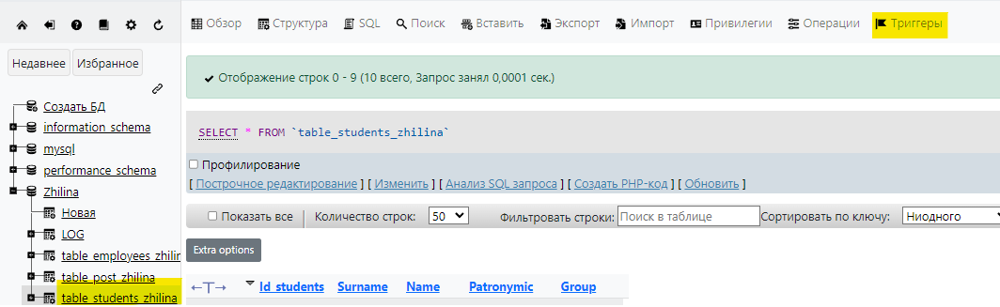 Обзор Структура SQL Поиск Вставить Экспорт Импорт Привилегии Операции Триггеры
Недавнее Избранное
Создать БД
information_schema
mysql
performance_schema
Zhilina
Новая
LOG
table_employees_zhilin
table_post_zhilina
table_students_zhilina
Отображение строк 0 - 9 (10 всего, Запрос занял 0,0001 сек.)
SELECT * FROM `table_students_zhilina`
Профилирование
[ Построчное редактирование ] [ Изменить ] [ Анализ SQL запроса ] [ Создать PHP-код ] [ Обновить ]
Показать все Количество строк: 50 Фильтровать строки: Поиск в таблице Сортировать по ключу: Ниодного
Extra options
←T→ Id_students Surname Name Patronymic Group